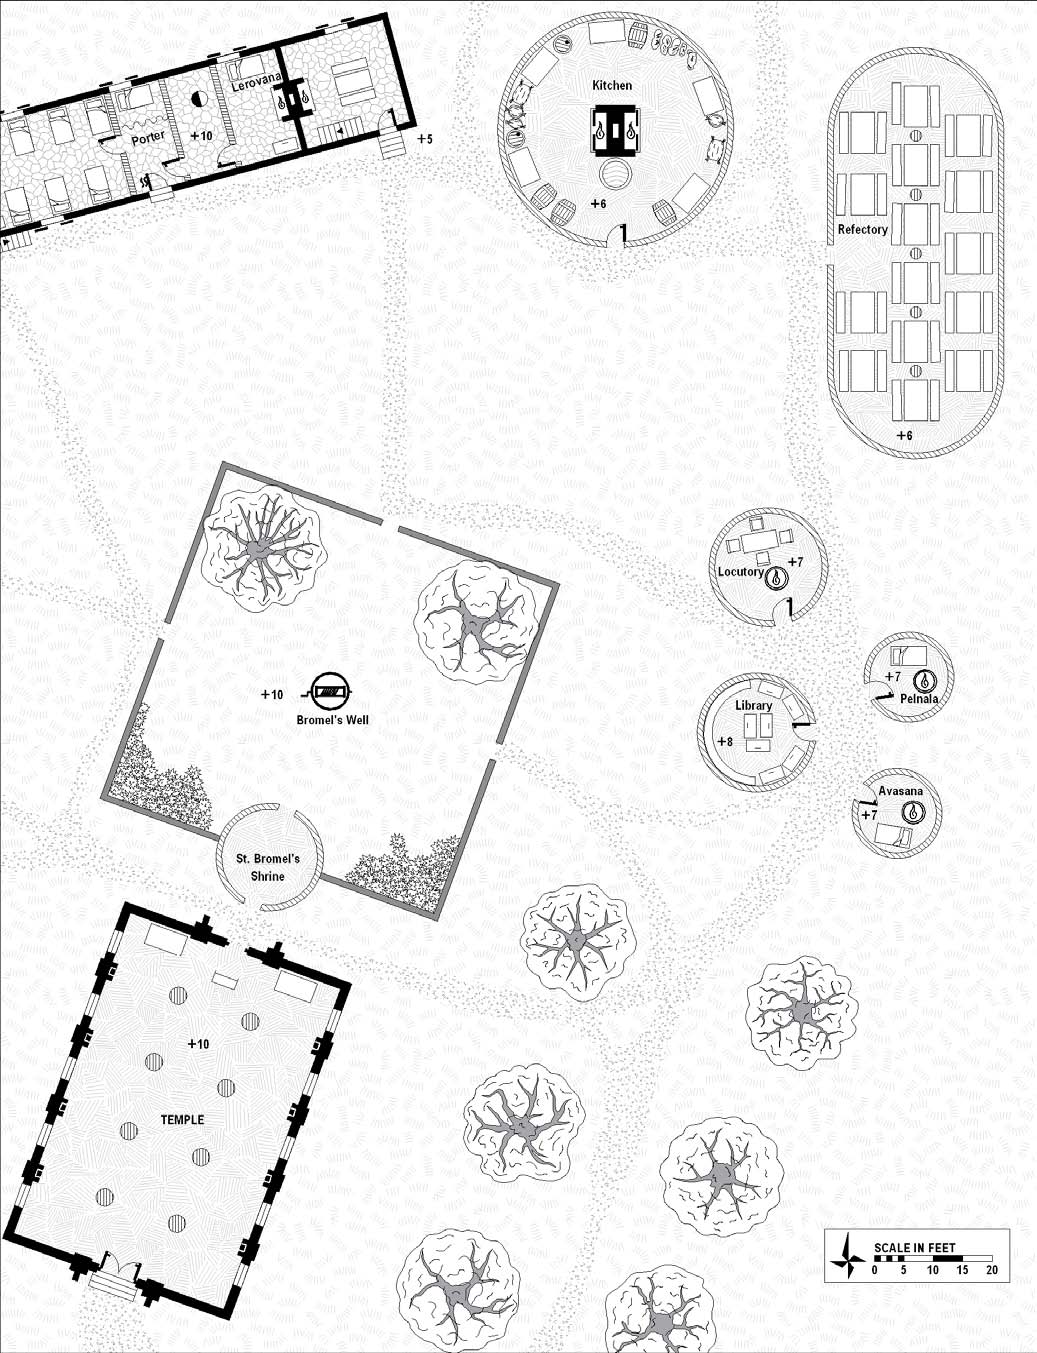 Kitchen
Lerovana
Porter
+10
+5
+6
Refectory
+6
Locutory
+7
+7
Pelnala
Library
+8
+10
Bromel's Well
Avasana
+7
St. Bromel's
Shrine
+10
TEMPLE
SCALE IN FEET
0 5 10 15 20